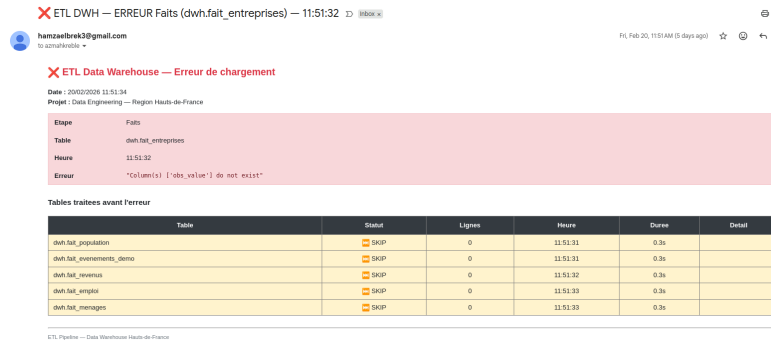 ❌ ETL DWH — ERREUR Faits (dwh.fait_entreprises) — 11:51:32 Inbox ×
hamzaelbrek3@gmail.com Fri, Feb 20, 11:51 AM (5 days ago)
to azmahkreble
❌ ETL Data Warehouse — Erreur de chargement
Date : 20/02/2026 11:51:34
Projet : Data Engineering — Region Hauts-de-France
Etape Faits
Table dwh.fait_entreprises
Heure 11:51:32
Erreur "Column(s) ['obs_value'] do not exist"
Tables traitees avant l'erreur
Table Statut Lignes Heure Duree Detail
dwh.fait_population SKIP 0 11:51:31 0.3s
dwh.fait_evenements_demo SKIP 0 11:51:31 0.3s
dwh.fait_revenus SKIP 0 11:51:32 0.3s
dwh.fait_emploi SKIP 0 11:51:33 0.3s
dwh.fait_menages SKIP 0 11:51:33 0.3s
ETL Pipeline — Data Warehouse Hauts-de-France